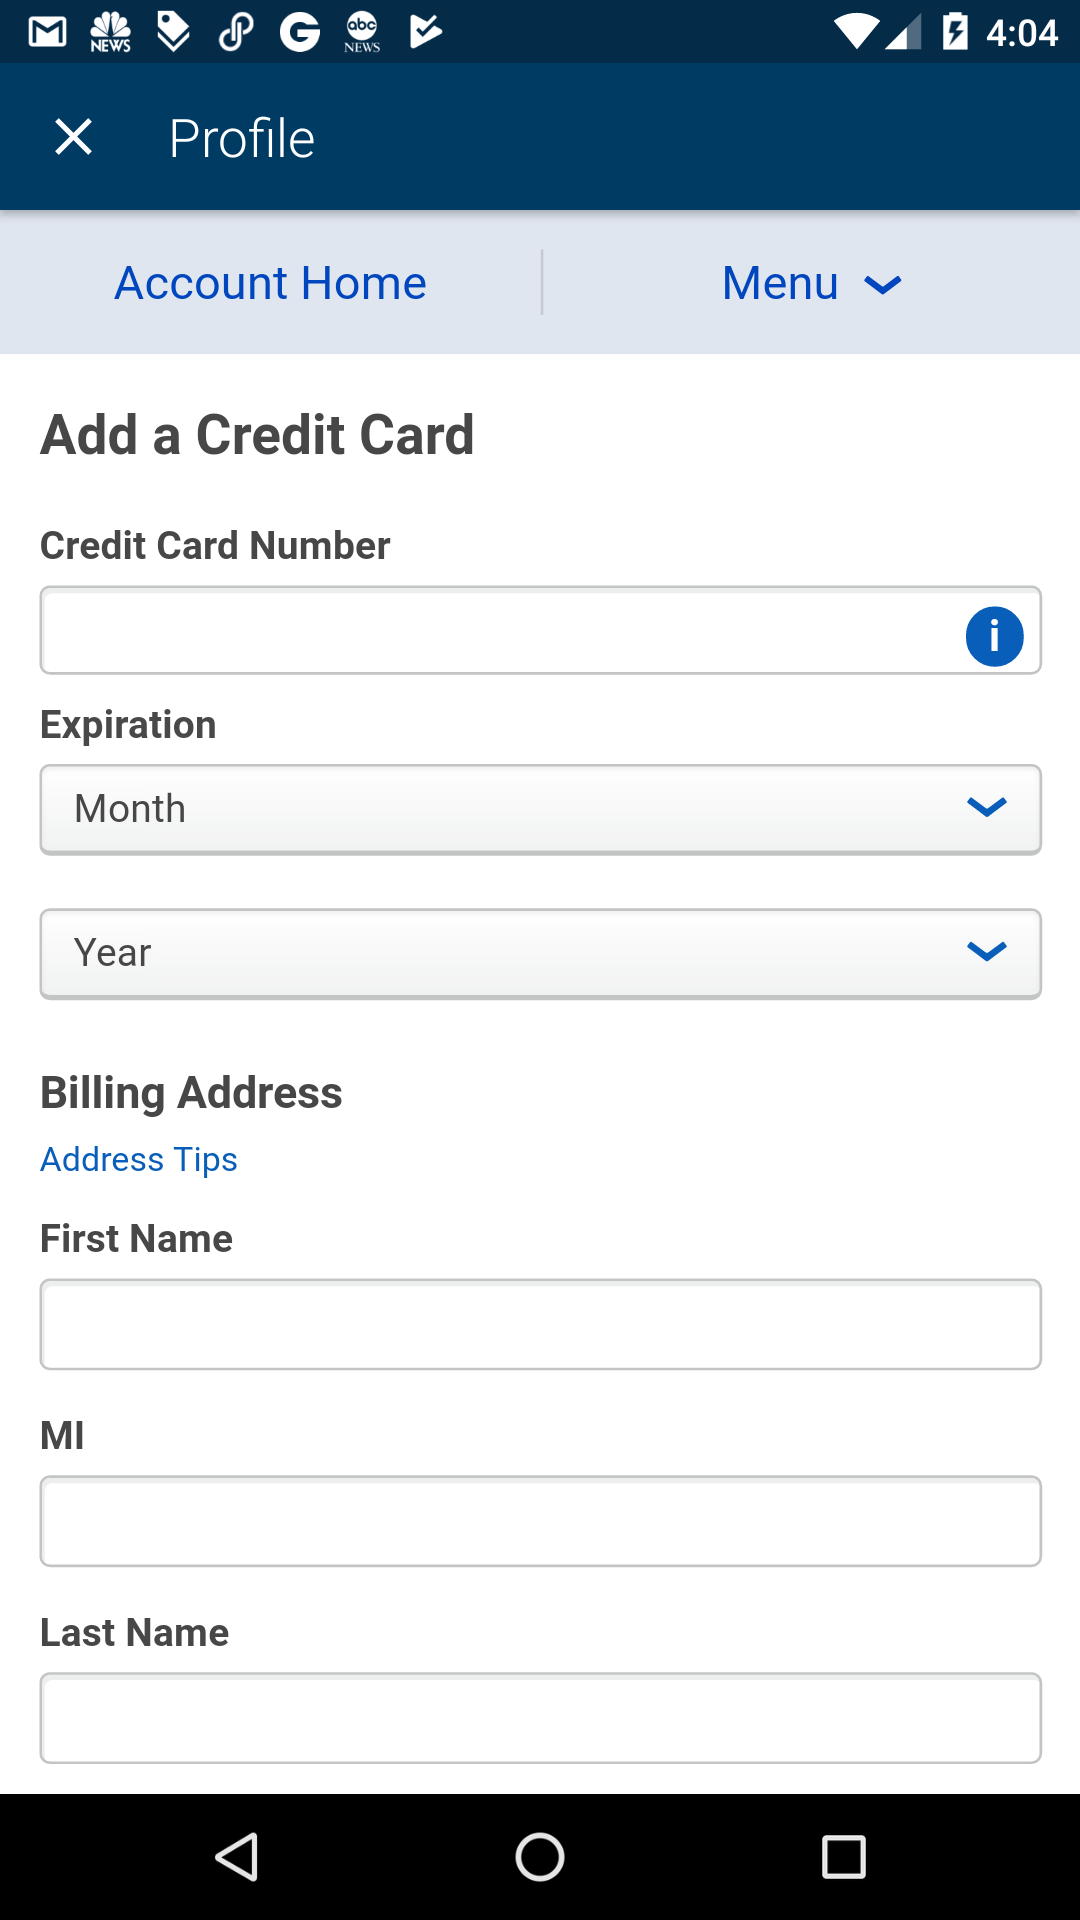 NEWS
abc
NEWS
4:04
Profile
Account Home
Menu
Add a Credit Card
Credit Card Number
i
Expiration
Month
Year
Billing Address
Address Tips
First Name
MI
Last Name